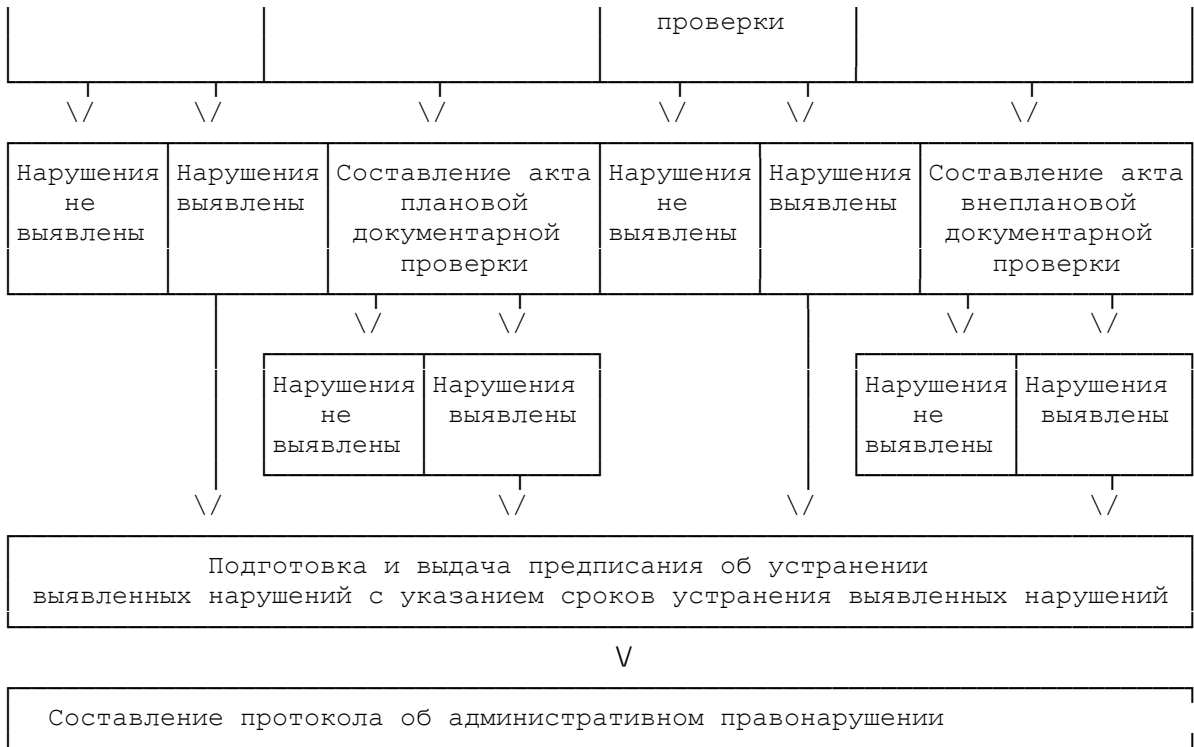 проверки
Нарушения не выявлены
Нарушения выявлены
Составление акта плановой документарной проверки
Нарушения не выявлены
Нарушения выявлены
Составление акта внеплановой документарной проверки
Нарушения не выявлены
Нарушения выявлены
Нарушения не выявлены
Нарушения выявлены
Подготовка и выдача предписания об устранении
выявленных нарушений с указанием сроков устранения выявленных нарушений
Составление протокола об административном правонарушении